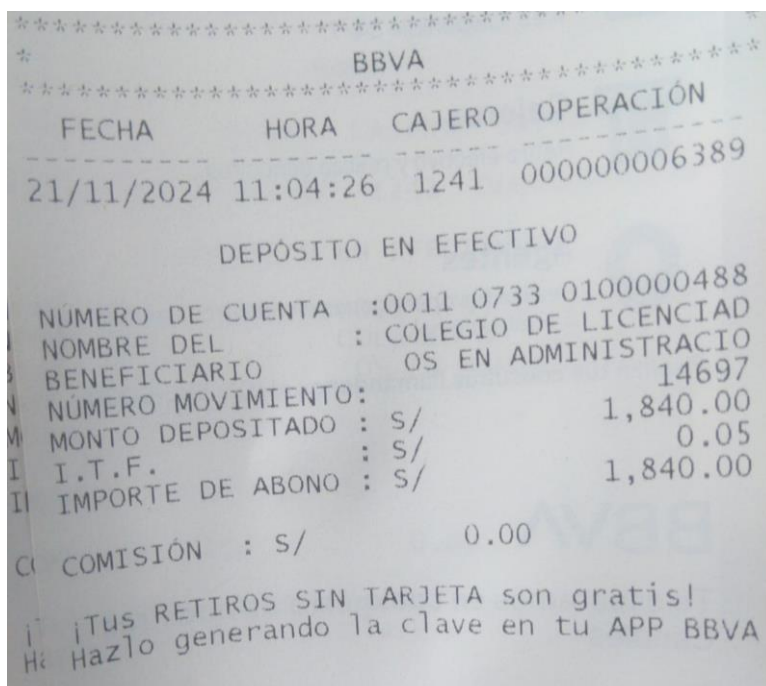 ****************************************
* BBVA *
****************************************
FECHA HORA CAJERO OPERACIÓN
---------- -------- ------ ------------
21/11/2024 11:04:26 1241 000000006389
DEPÓSITO EN EFECTIVO
NÚMERO DE CUENTA :0011 0733 0100000488
NOMBRE DEL : COLEGIO DE LICENCIAD
BENEFICIARIO OS EN ADMINISTRACIO
NÚMERO MOVIMIENTO: 14697
MONTO DEPOSITADO : S/ 1,840.00
I.T.F. : S/ 0.05
IMPORTE DE ABONO : S/ 1,840.00
COMISIÓN : S/ 0.00
¡Tus RETIROS SIN TARJETA son gratis!
Hazlo generando la clave en tu APP BBVA